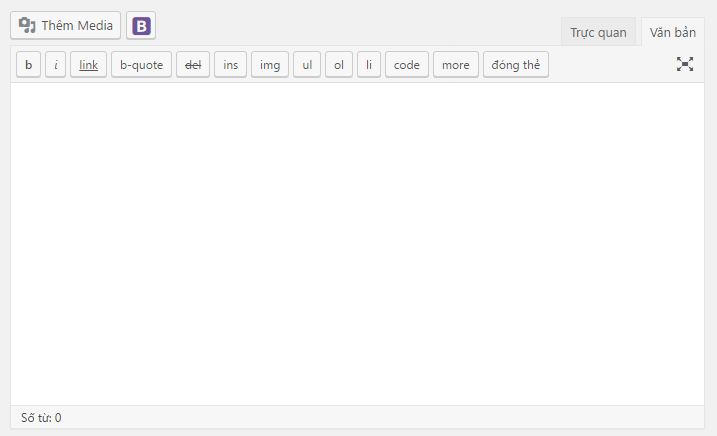 Thêm Media B
Trực quan Văn bản
b i link b-quote del ins img ul ol li code more đóng thẻ
Số từ: 0